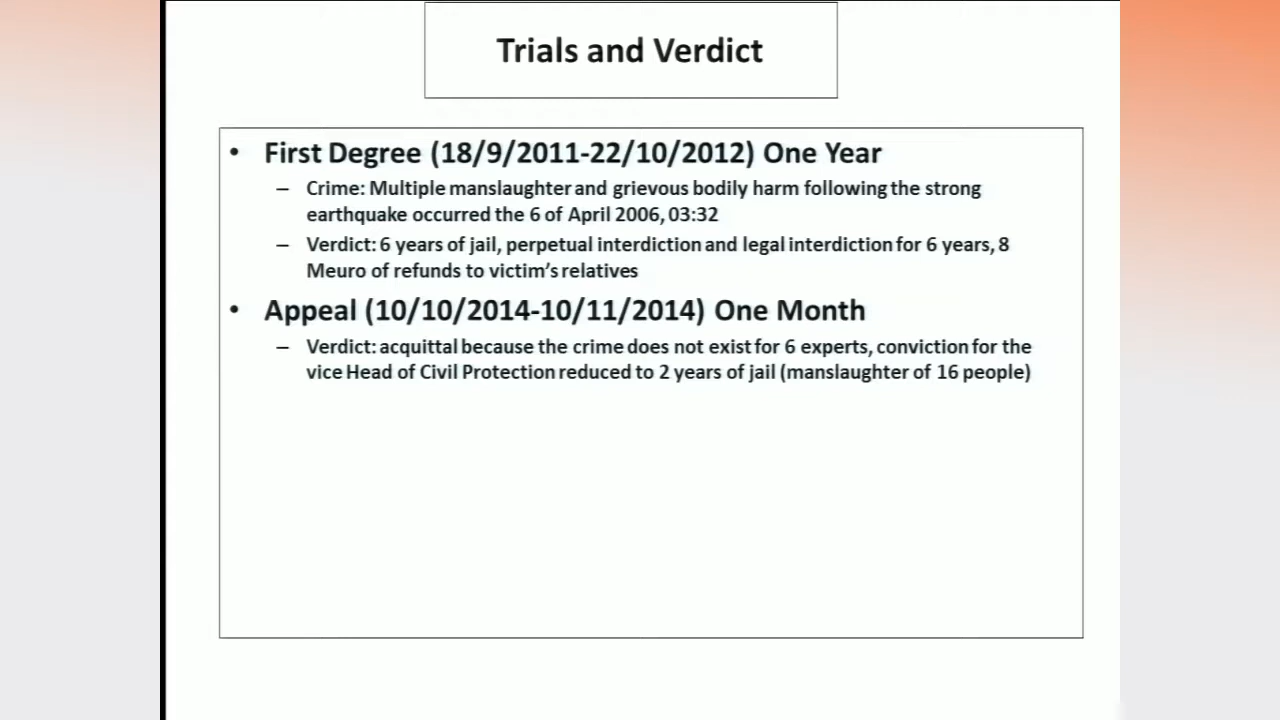 Trials and Verdict
• First Degree (18/9/2011-22/10/2012) One Year
– Crime: Multiple manslaughter and grievous bodily harm following the strong
earthquake occurred the 6 of April 2006, 03:32
– Verdict: 6 years of jail, perpetual interdiction and legal interdiction for 6 years, 8
Meuro of refunds to victim's relatives
• Appeal (10/10/2014-10/11/2014) One Month
– Verdict: acquittal because the crime does not exist for 6 experts, conviction for the
vice Head of Civil Protection reduced to 2 years of jail (manslaughter of 16 people)